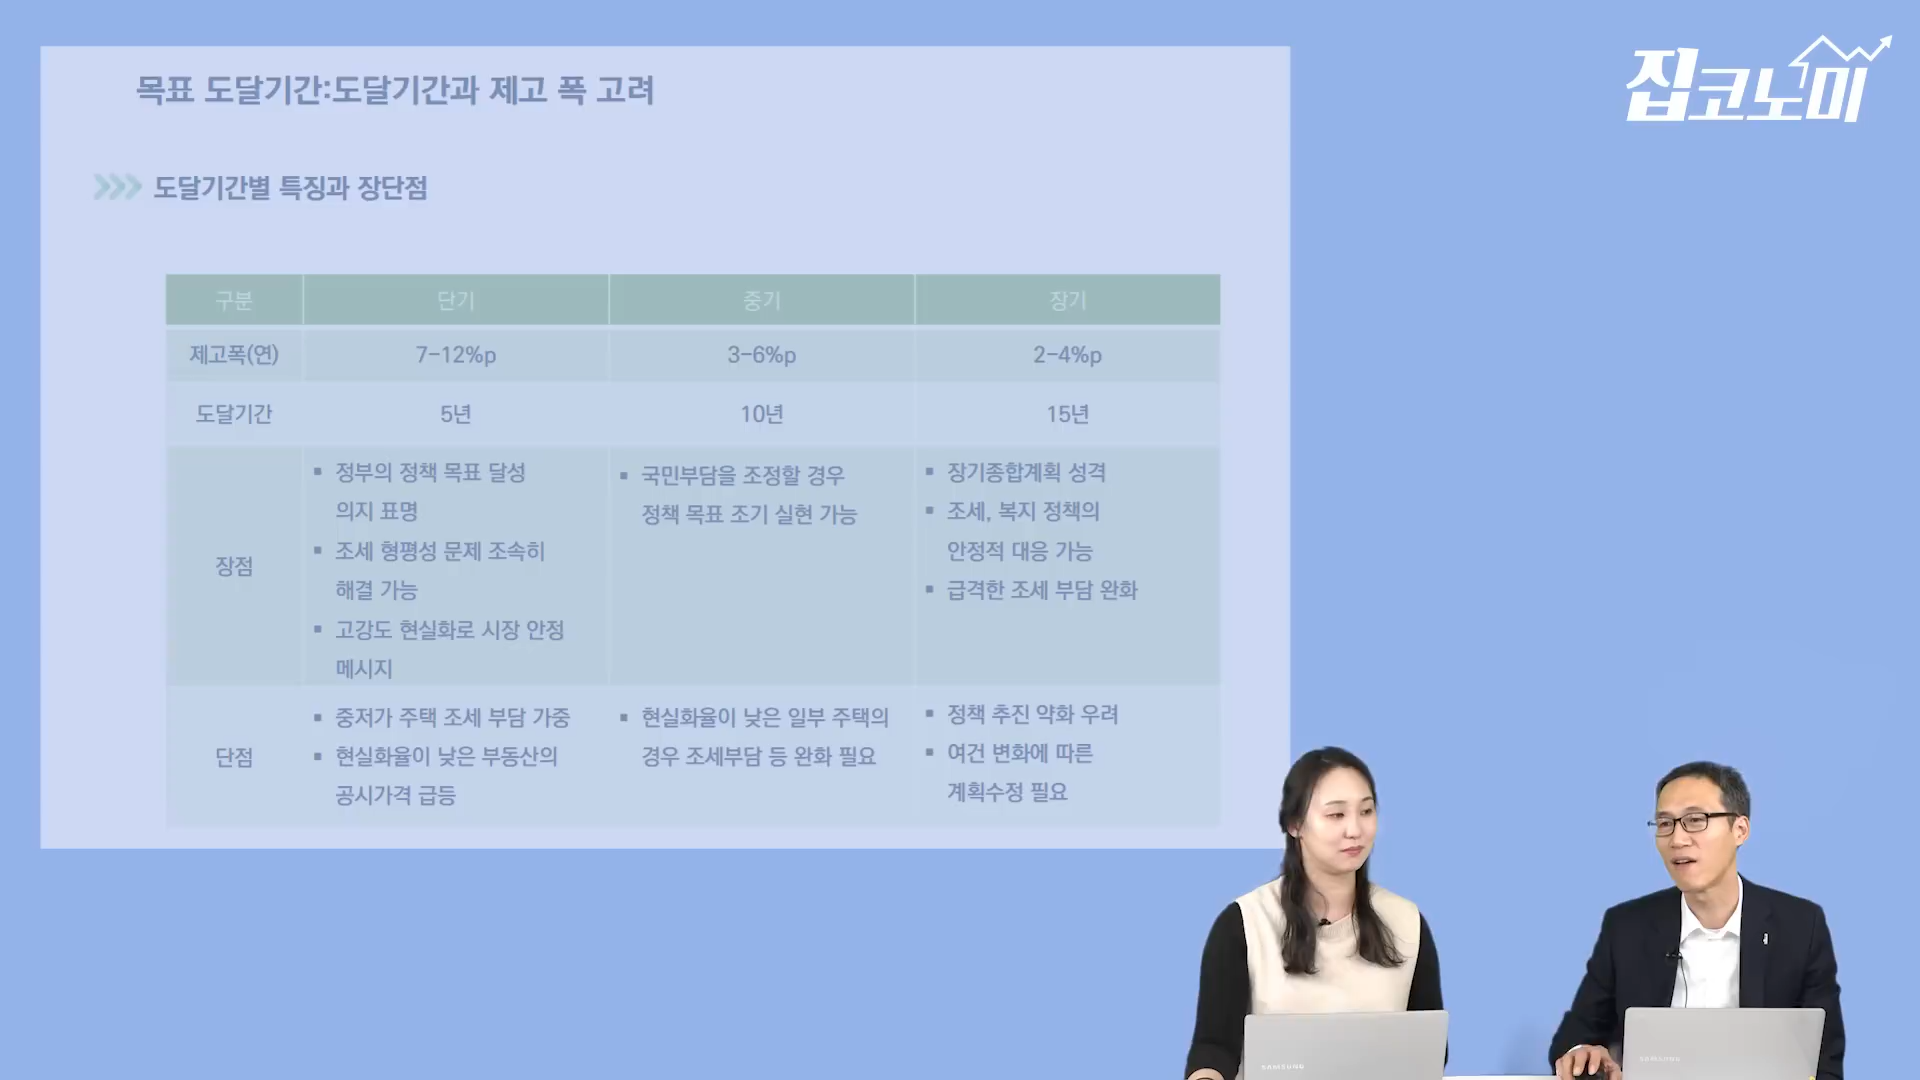 집코노미
목표 도달기간:도달기간과 제고 폭 고려
도달기간별 특징과 장단점
구분 단기 중기 장기
제고폭(연) 7-12%p 3-6%p 2-4%p
도달기간 5년 10년 15년
장점
▪ 정부의 정책 목표 달성
의지 표명
▪ 조세 형평성 문제 조속히
해결 가능
▪ 고강도 현실화로 시장 안정
메시지
▪ 국민부담을 조정할 경우
정책 목표 조기 실현 가능
▪ 장기종합계획 성격
▪ 조세, 복지 정책의
안정적 대응 가능
▪ 급격한 조세 부담 완화
단점
▪ 중저가 주택 조세 부담 가중
▪ 현실화율이 낮은 부동산의
공시가격 급등
▪ 현실화율이 낮은 일부 주택의
경우 조세부담 등 완화 필요
▪ 정책 추진 약화 우려
▪ 여건 변화에 따른
계획수정 필요
SAMSUNG
SAMSUNG